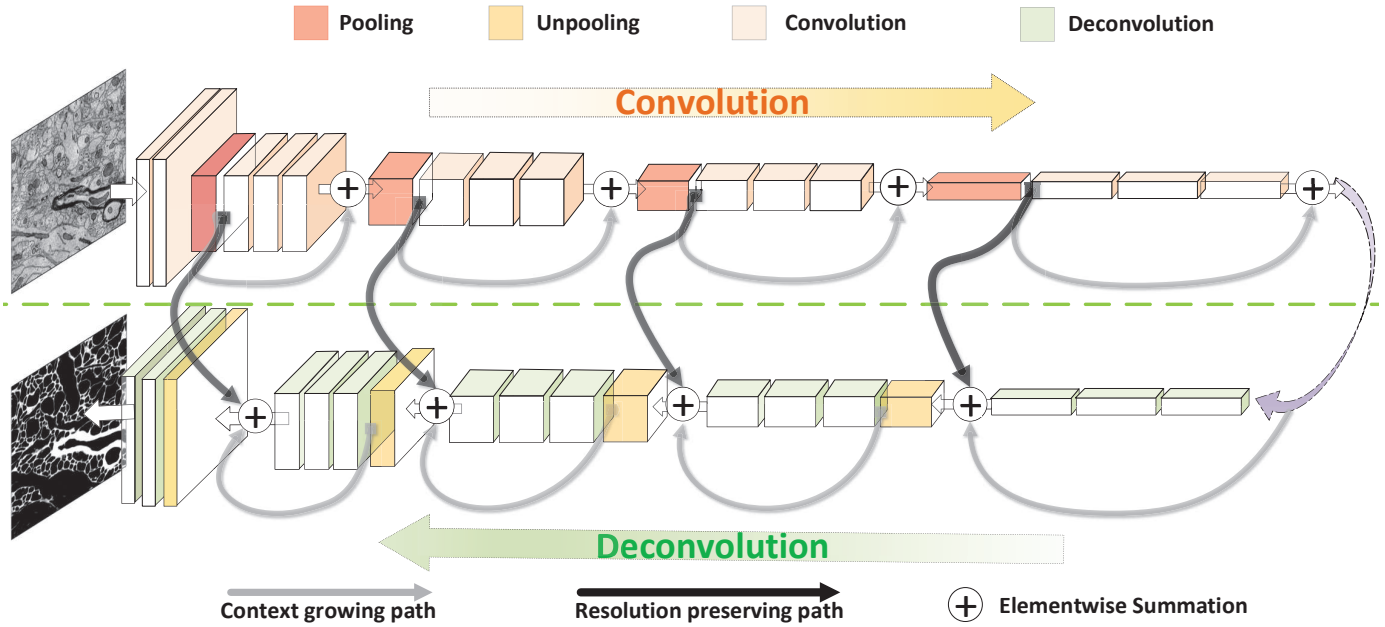 Pooling
Unpooling
Convolution
Deconvolution
Convolution
Deconvolution
Context growing path
Resolution preserving path
Elementwise Summation